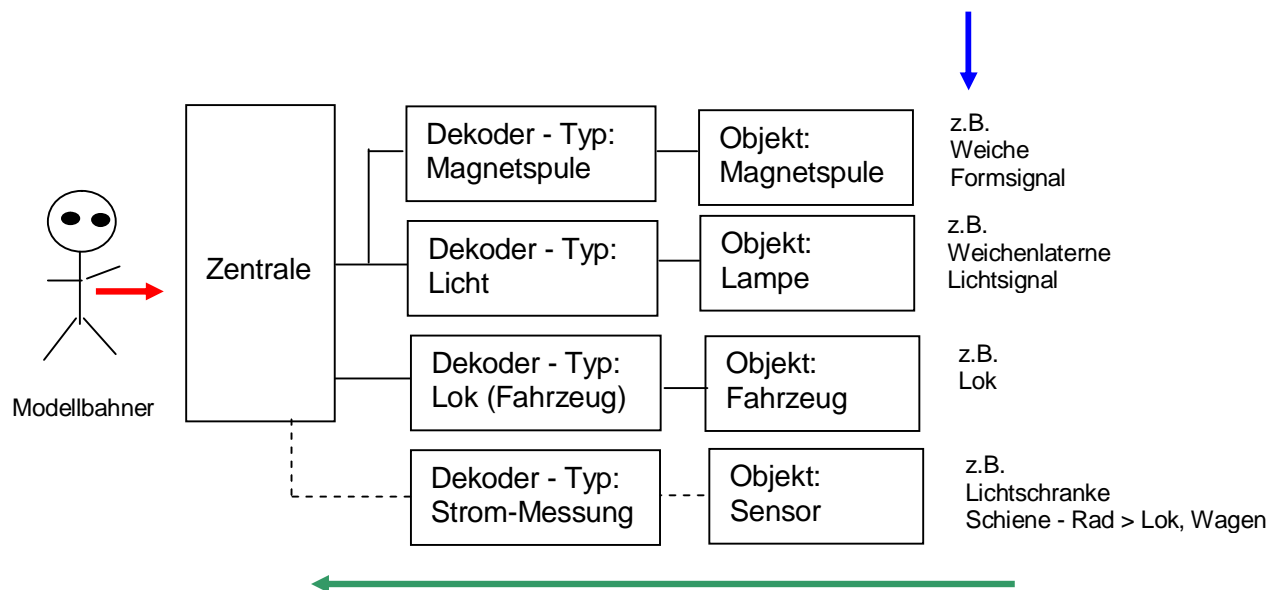 Modellbahner
Zentrale
Dekoder - Typ:
Magnetspule
Objekt:
Magnetspule
z.B.
Weiche
Formsignal
Dekoder - Typ:
Licht
Objekt:
Lampe
z.B.
Weichenlaterne
Lichtsignal
Dekoder - Typ:
Lok (Fahrzeug)
Objekt:
Fahrzeug
z.B.
Lok
Dekoder - Typ:
Strom-Messung
Objekt:
Sensor
z.B.
Lichtschranke
Schiene - Rad > Lok, Wagen